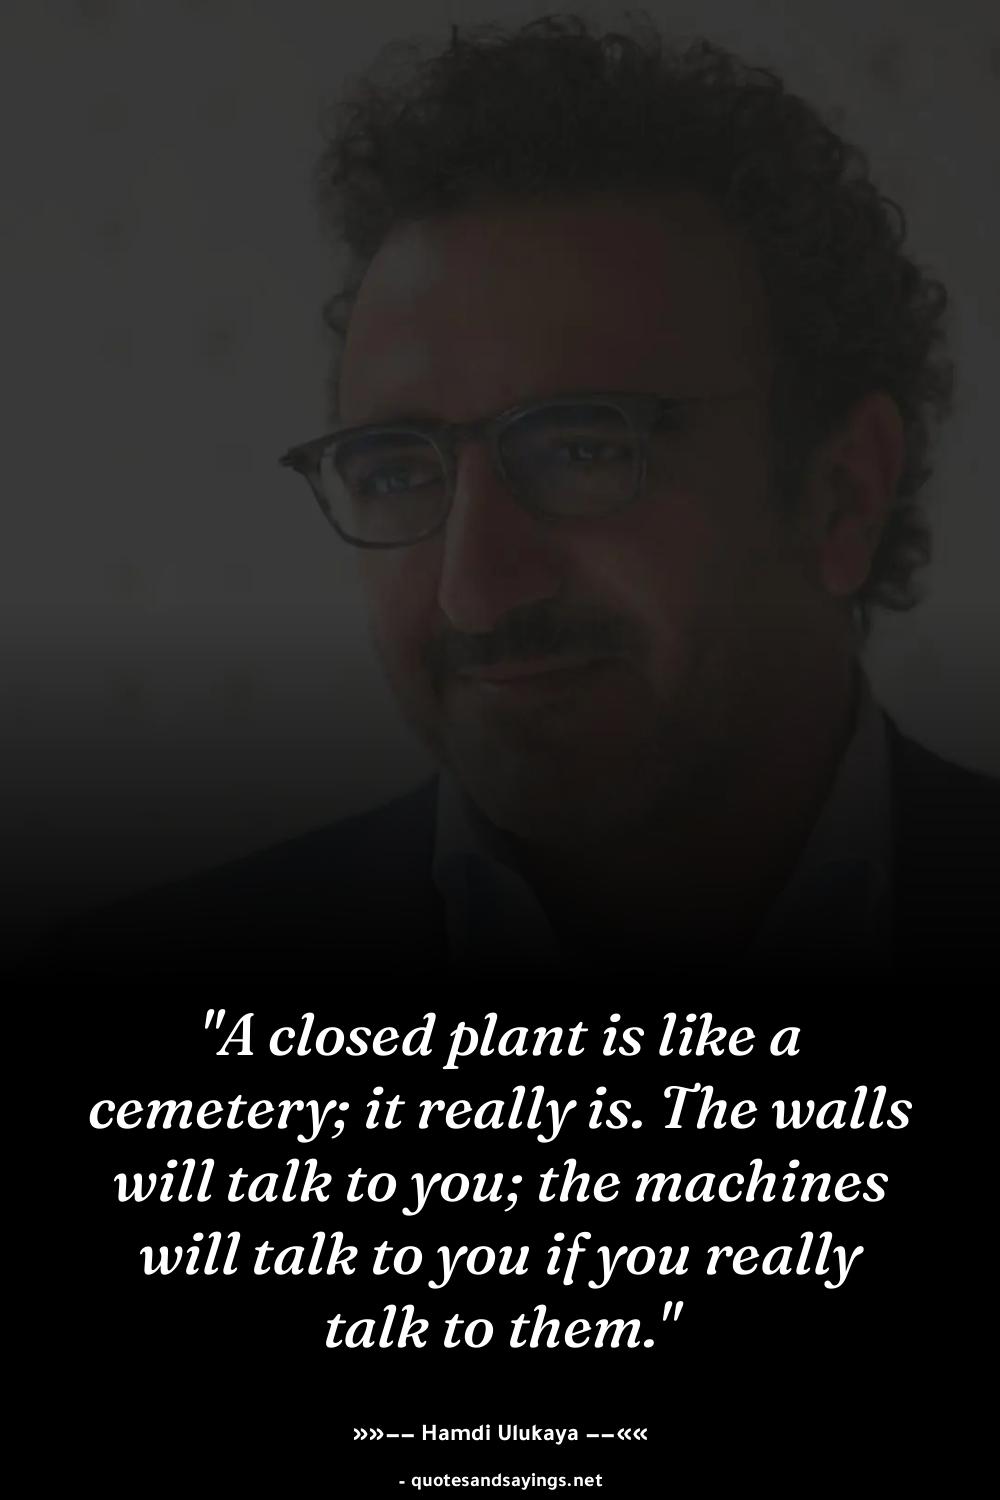 "A closed plant is like a
cemetery; it really is. The walls
will talk to you; the machines
will talk to you if you really
talk to them."
»»–– Hamdi Ulukaya ––««
- quotesandsayings.net